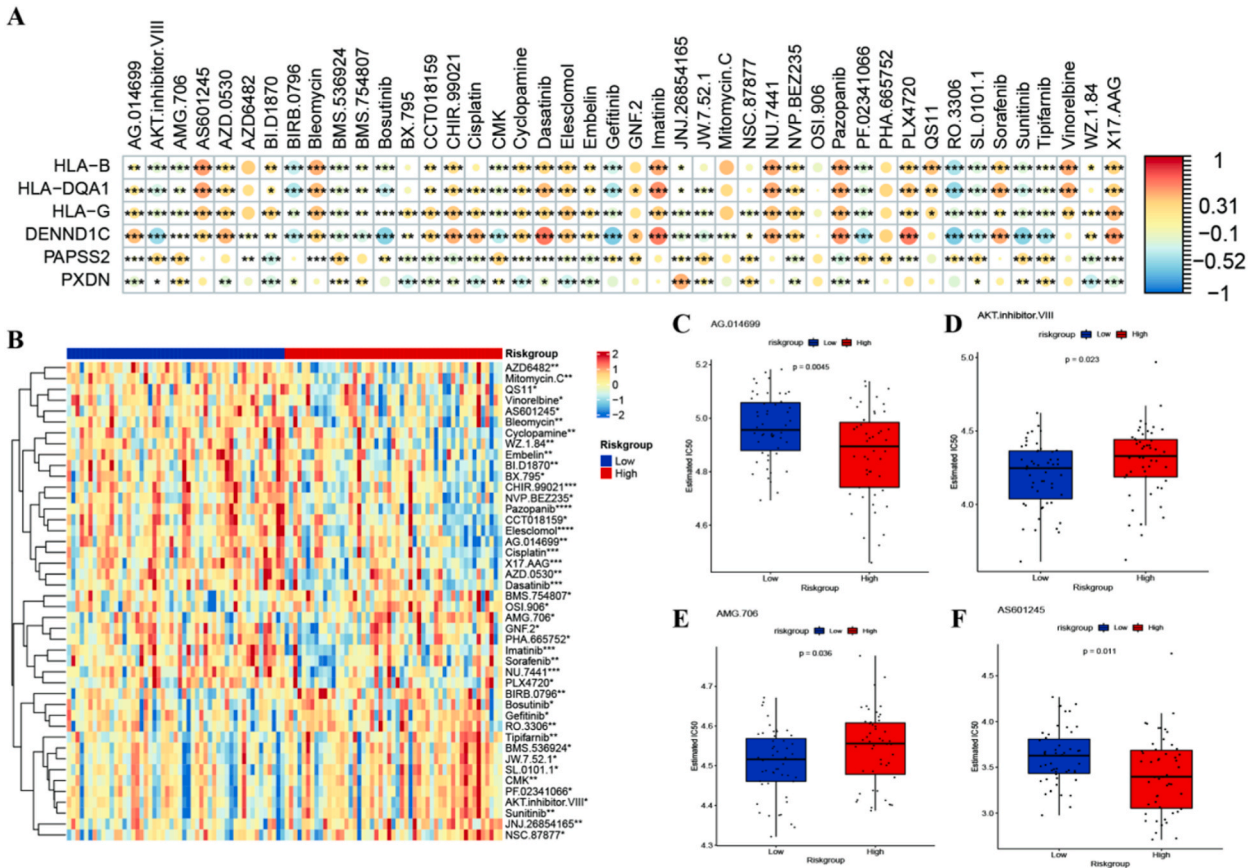 A
AG.014699
AKT.inhibitor.VIII
AMG.706
AS601245
AZD.0530
AZD6482
BI.D1870
BIRB.0796
Bleomycin
BMS.536924
BMS.754807
Bosutinib
BX.795
CCT018159
CHIR.99021
Cisplatin
CMK
Cyclopamine
Dasatinib
Elesclomol
Embelin
Gefitinib
GNF.2
Imatinib
JNJ.26854165
JW.7.52.1
Mitomycin.C
NSC.87877
NU.7441
NVP.BEZ235
OSI.906
Pazopanib
PF.02341066
PHA.665752
PLX4720
QS11
RO.3306
SL.0101.1
Sorafenib
Sunitinib
Tipifarnib
Vinorelbine
WZ.1.84
X17.AAG
HLA−B
HLA−DQA1
HLA−G
DENND1C
PAPSS2
PXDN
1
0.31
−0.1
−0.52
−1
B
Riskgroup
AZD6482**
Mitomycin.C**
QS11*
Vinorelbine*
AS601245*
Bleomycin**
Cyclopamine**
WZ.1.84**
Embelin**
BI.D1870**
BX.795*
CHIR.99021***
NVP.BEZ235*
Pazopanib****
CCT018159*
Elesclomol****
AG.014699**
Cisplatin***
X17.AAG***
AZD.0530**
Dasatinib***
BMS.754807*
OSI.906*
AMG.706*
GNF.2*
PHA.665752*
Imatinib***
Sorafenib**
NU.7441***
PLX4720*
BIRB.0796**
Bosutinib*
Gefitinib*
RO.3306**
Tipifarnib**
BMS.536924*
JW.7.52.1*
SL.0101.1*
CMK**
PF.02341066*
AKT.inhibitor.VIII*
Sunitinib**
JNJ.26854165**
NSC.87877*
2
1
0
−1
−2
Riskgroup
Low
High
C
AG.014699
riskgroup Low High
p = 0.0045
Estimated IC50
5.2
5.0
4.8
4.6
Low High
Riskgroup
D
AKT.inhibitor.VIII
riskgroup Low High
p = 0.023
Estimated IC50
5.0
4.5
4.0
Low High
Riskgroup
E
AMG.706
riskgroup Low High
p = 0.036
Estimated IC50
4.7
4.6
4.5
4.4
4.3
Low High
Riskgroup
F
AS601245
riskgroup Low High
p = 0.011
Estimated IC50
4.5
4.0
3.5
3.0
Low High
Riskgroup